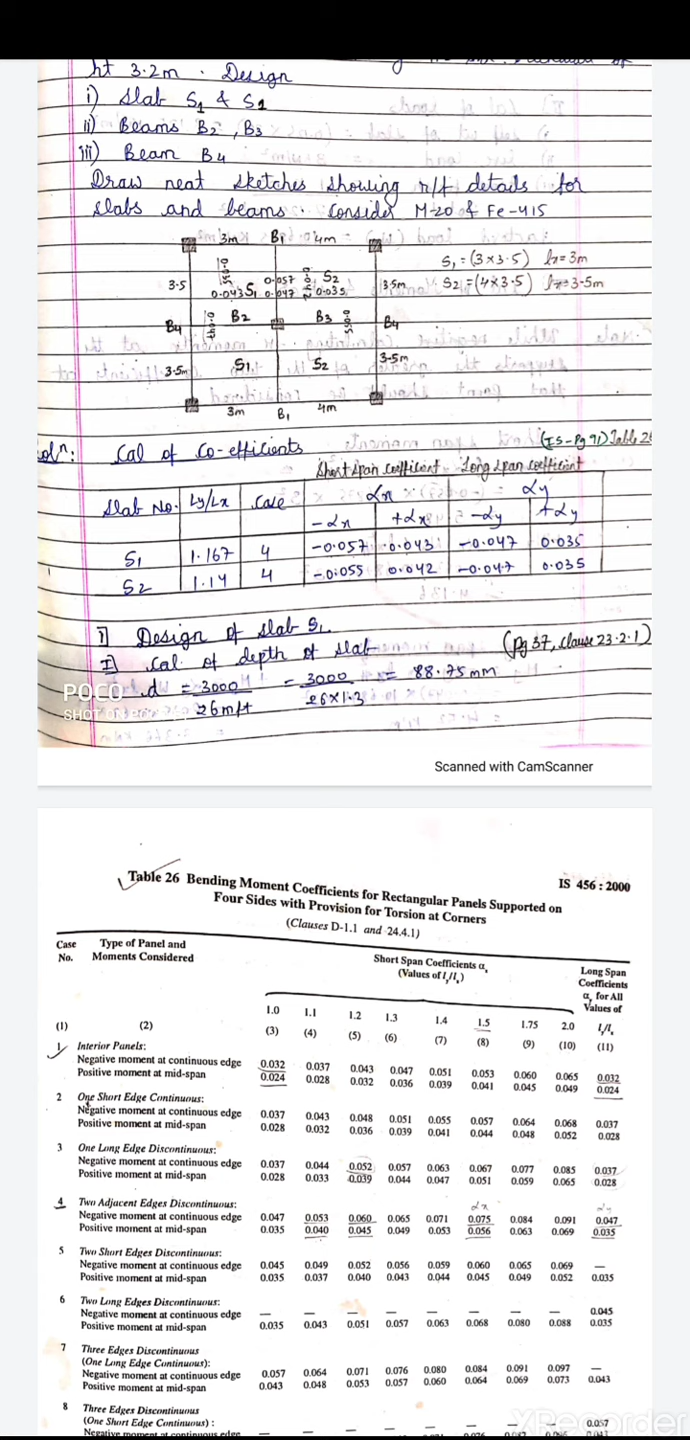 ht 3.2m. Design
i) Slab S1 & S2
ii) Beams B2, B3
iii) Beam B4
Draw neat sketches showing r/f details for
slabs and beams. Consider M-20 & Fe-415
3m B1 4m
S1 = (3x3.5) lx=3m
S2 = (4x3.5) lx=3.5m
3.5
0.057 S2
0.043 S1 0.047 0.035
3.5m
B4 B2 B3 B4
3.5m S1 S2 3-5m
3m B1 4m
Soln: Cal of Co-efficients (IS-Pg 91) Table 26
Short span coefficient Long span coefficient
Slab No. Ly/Lx Case αx αy
-αx +αx -αy +αy
S1 1.167 4 -0.057 0.043 -0.047 0.035
S2 1.14 4 -0.055 0.042 -0.047 0.035
i] Design of slab S1
I] Cal. of depth of slab (Pg 37, clause 23.2.1)
d = 3000 = 3000 = 88.75 mm
26 m/f 26x1.3
POCO
SHOT ON
Scanned with CamScanner
IS 456 : 2000
Table 26 Bending Moment Coefficients for Rectangular Panels Supported on
Four Sides with Provision for Torsion at Corners
(Clauses D-1.1 and 24.4.1)
Case No. Type of Panel and Moments Considered Short Span Coefficients αx (Values of ly/lx) Long Span Coefficients αy for All Values of ly/lx
1.0 1.1 1.2 1.3 1.4 1.5 1.75 2.0
(1) (2) (3) (4) (5) (6) (7) (8) (9) (10) (11)
1 Interior Panels:
Negative moment at continuous edge 0.032 0.037 0.043 0.047 0.051 0.053 0.060 0.065 0.032
Positive moment at mid-span 0.024 0.028 0.032 0.036 0.039 0.041 0.045 0.049 0.024
2 One Short Edge Continuous:
Negative moment at continuous edge 0.037 0.043 0.048 0.051 0.055 0.057 0.064 0.068 0.037
Positive moment at mid-span 0.028 0.032 0.036 0.039 0.041 0.044 0.048 0.052 0.028
3 One Long Edge Discontinuous:
Negative moment at continuous edge 0.037 0.044 0.052 0.057 0.063 0.067 0.077 0.085 0.037
Positive moment at mid-span 0.028 0.033 0.039 0.044 0.047 0.051 0.059 0.065 0.028
αx αy
4 Two Adjacent Edges Discontinuous:
Negative moment at continuous edge 0.047 0.053 0.060 0.065 0.071 0.075 0.084 0.091 0.047
Positive moment at mid-span 0.035 0.040 0.045 0.049 0.053 0.056 0.063 0.069 0.035
5 Two Short Edges Discontinuous:
Negative moment at continuous edge 0.045 0.049 0.052 0.056 0.059 0.060 0.065 0.069 —
Positive moment at mid-span 0.035 0.037 0.040 0.043 0.044 0.045 0.049 0.052 0.035
6 Two Long Edges Discontinuous:
Negative moment at continuous edge — — — — — — — — 0.045
Positive moment at mid-span 0.035 0.043 0.051 0.057 0.063 0.068 0.080 0.088 0.035
7 Three Edges Discontinuous
(One Long Edge Continuous):
Negative moment at continuous edge 0.057 0.064 0.071 0.076 0.080 0.084 0.091 0.097 —
Positive moment at mid-span 0.043 0.048 0.053 0.057 0.060 0.064 0.069 0.073 0.043
8 Three Edges Discontinuous
(One Short Edge Continuous) :
Negative moment at continuous edge — — — — — — — — 0.057
XRecorder